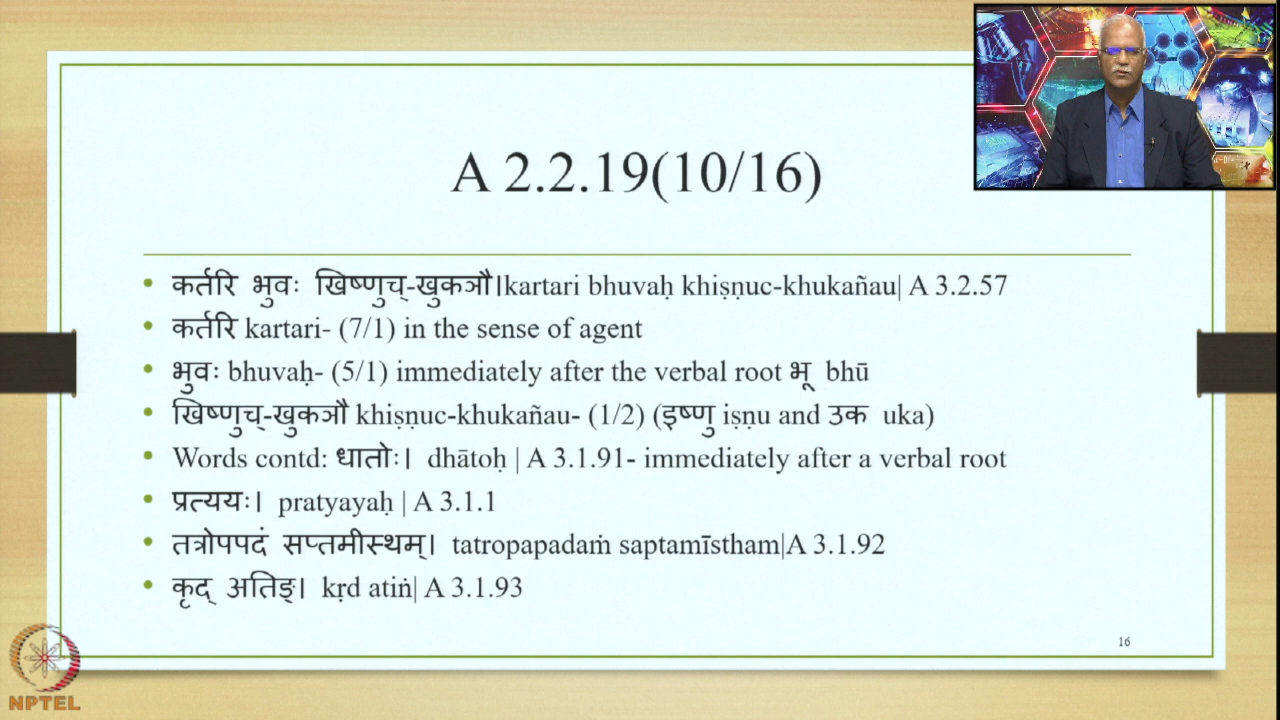 A 2.2.19(10/16)
• कर्तरि भुवः खिष्णुच्-खुकञौ।kartari bhuvaḥ khiṣṇuc-khukañau| A 3.2.57
• कर्तरि kartari- (7/1) in the sense of agent
• भुवः bhuvaḥ- (5/1) immediately after the verbal root भू bhū
• खिष्णुच्-खुकञौ khiṣṇuc-khukañau- (1/2) (इष्णु iṣṇu and उक uka)
• Words contd: धातोः। dhātoḥ | A 3.1.91- immediately after a verbal root
• प्रत्ययः। pratyayaḥ | A 3.1.1
• तत्रोपपदं सप्तमीस्थम्। tatropapadaṁ saptamīstham|A 3.1.92
• कृद् अतिङ्। kṛd atiṅ| A 3.1.93
16
NPTEL